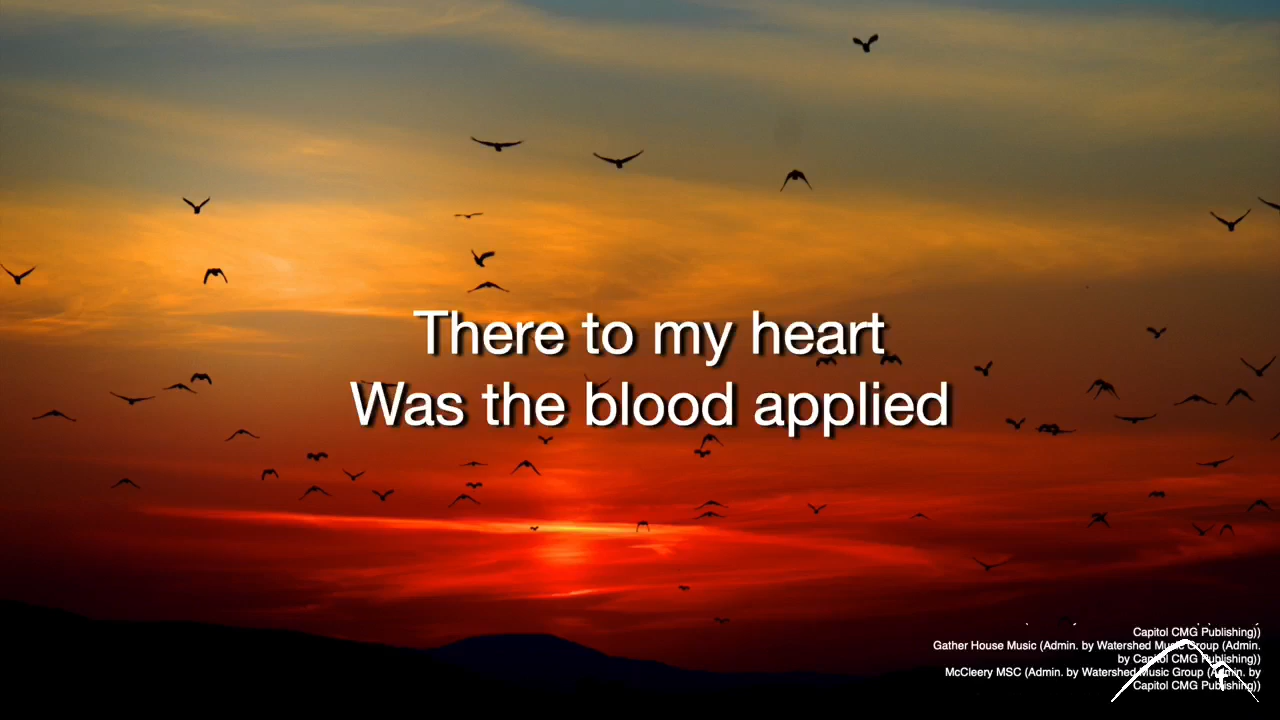 There to my heart
Was the blood applied
Capitol CMG Publishing))
Gather House Music (Admin. by Watershed Music Group (Admin.
by Capitol CMG Publishing))
McCleery MSC (Admin. by Watershed Music Group (Admin. by
Capitol CMG Publishing))